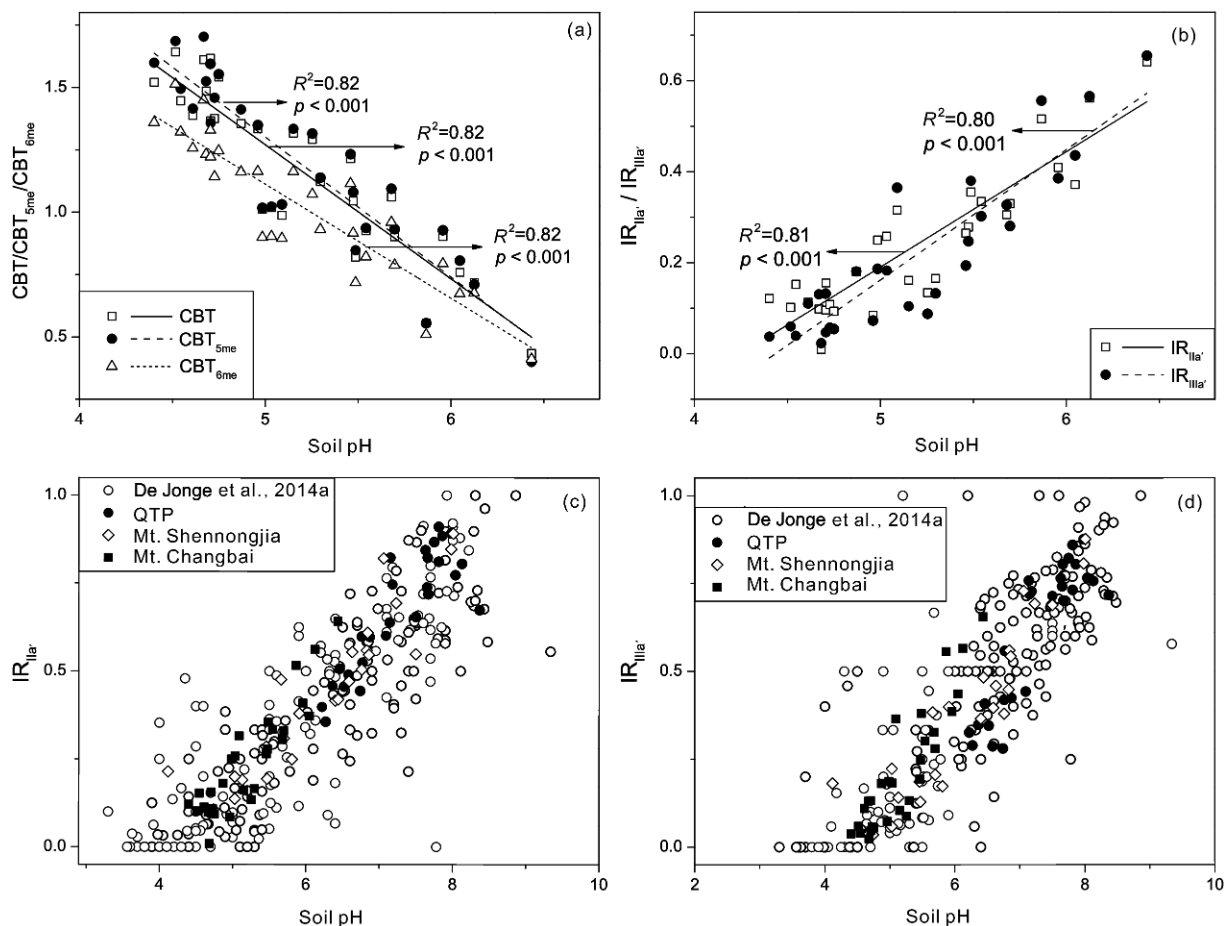 (a)
CBT/CBT5me/CBT6me
1.5
1.0
0.5
R²=0.82
p < 0.001
R²=0.82
p < 0.001
R²=0.82
p < 0.001
CBT
CBT5me
CBT6me
4
5
6
Soil pH
(b)
IRIIa′ / IRIIIa′
0.6
0.4
0.2
0.0
R²=0.80
p < 0.001
R²=0.81
p < 0.001
IRIIa′
IRIIIa′
4
5
6
Soil pH
(c)
IRIIa′
1.0
0.5
0.0
De Jonge et al., 2014a
QTP
Mt. Shennongjia
Mt. Changbai
4
6
8
10
Soil pH
(d)
IRIIIa′
1.0
0.5
0.0
De Jonge et al., 2014a
QTP
Mt. Shennongjia
Mt. Changbai
2
4
6
8
10
Soil pH